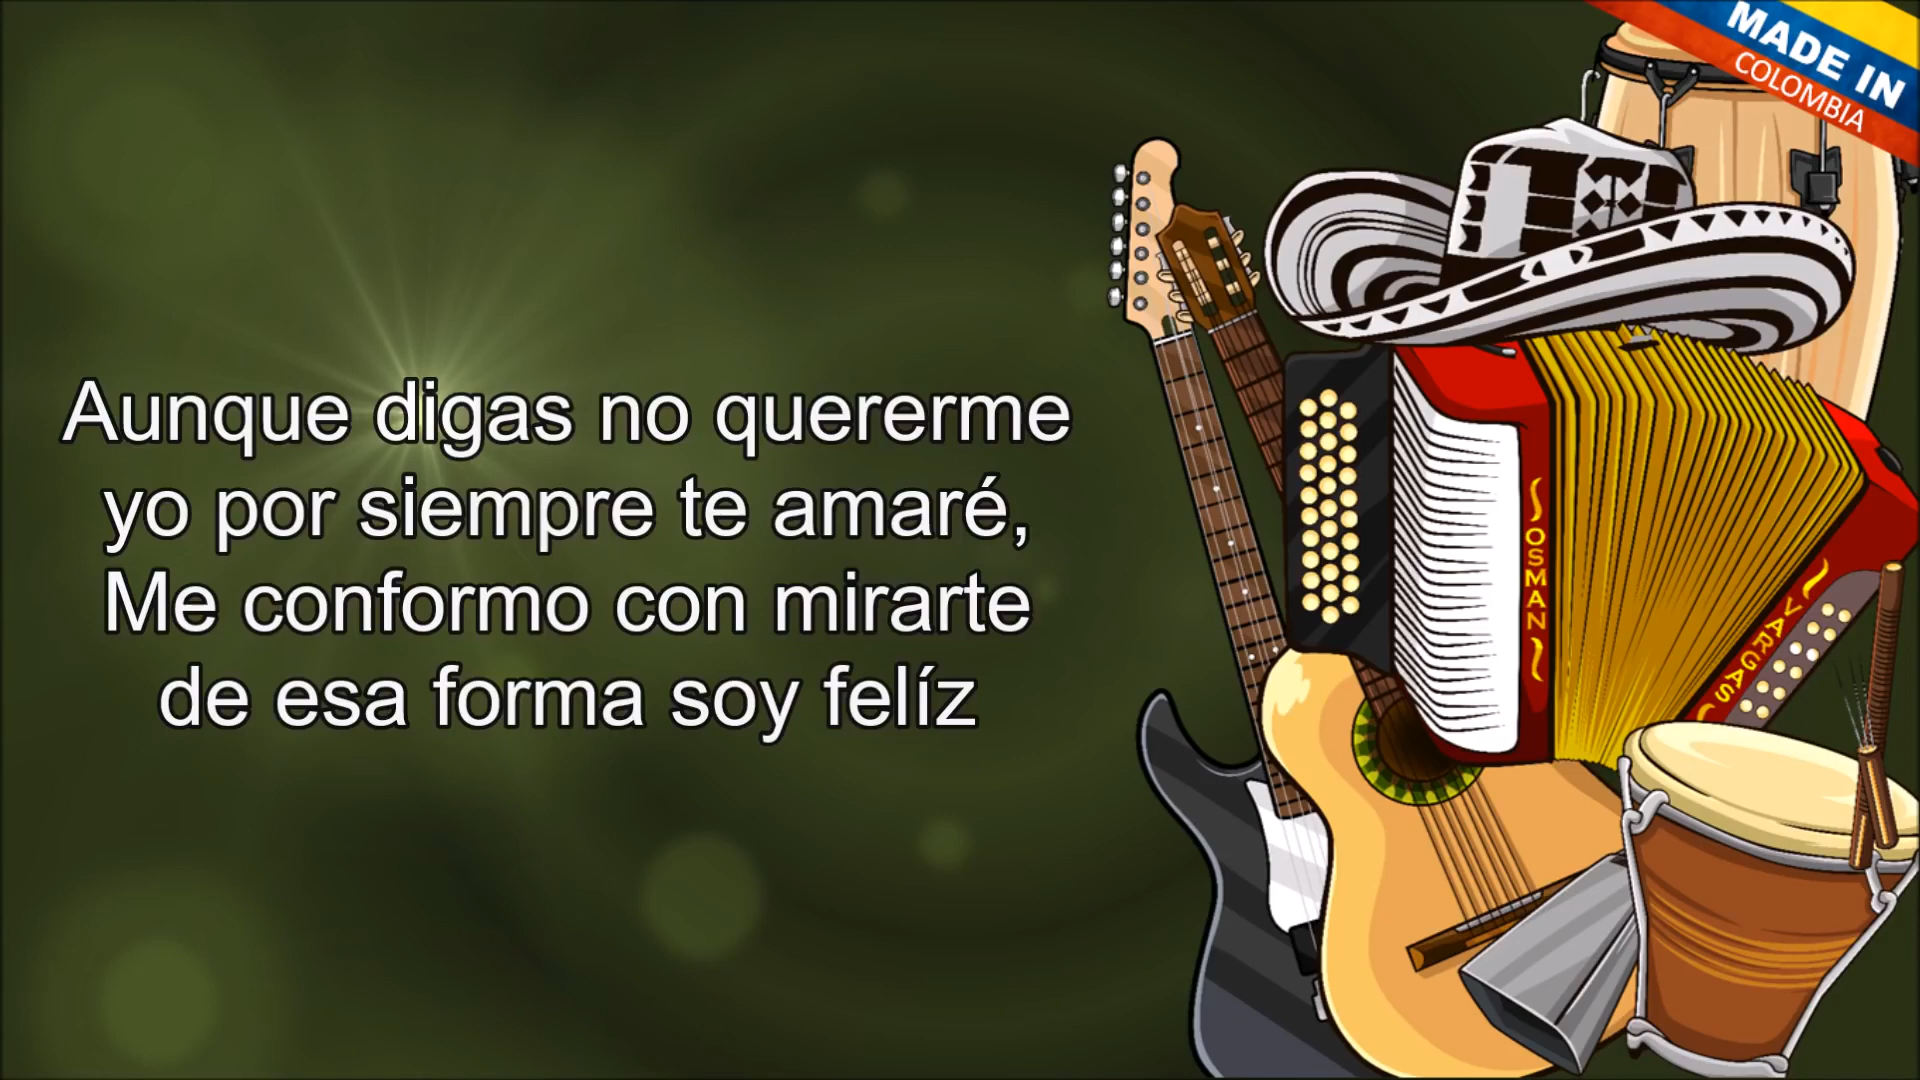 MADE IN
COLOMBIA
Aunque digas no quererme
yo por siempre te amaré,
Me conformo con mirarte
de esa forma soy felíz
OSMAN
VARGAS